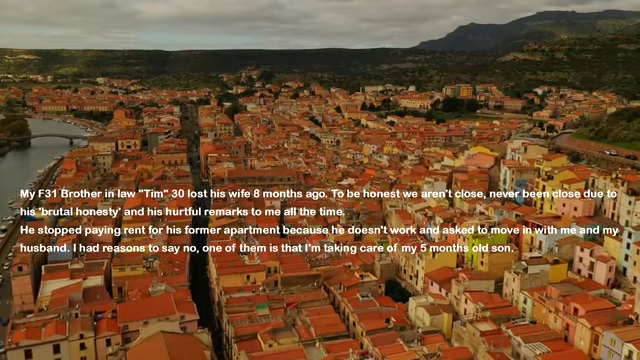 My F31 Brother in law "Tim" 30 lost his wife 8 months ago. To be honest we aren't close, never been close due to
his 'brutal honesty' and his hurtful remarks to me all the time.
He stopped paying rent for his former apartment because he doesn't work and asked to move in with me and my
husband. I had reasons to say no, one of them is that I'm taking care of my 5 months old son.